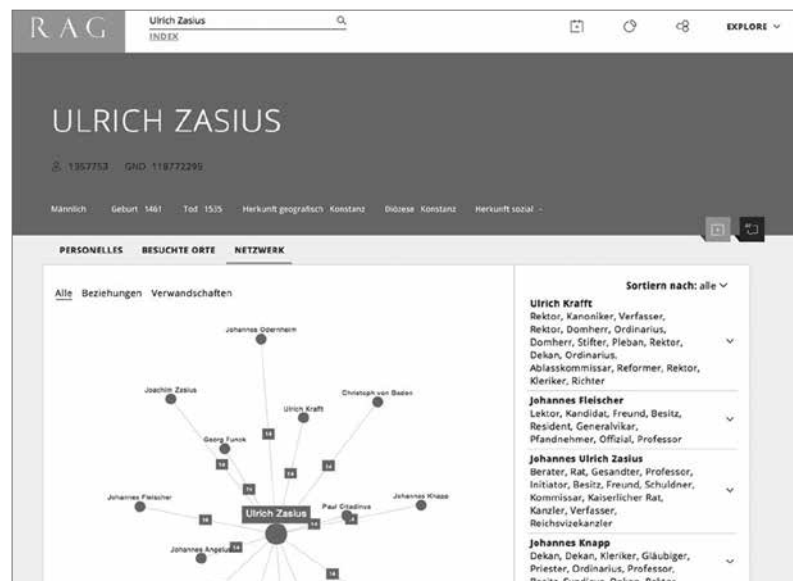 RAG
Ulrich Zasius
INDEX
EXPLORE
ULRICH ZASIUS
1357753 GND 118772295
Männlich Geburt 1461 Tod 1535 Herkunft geografisch Konstanz Diözese Konstanz Herkunft sozial -
PERSONELLES BESUCHTE ORTE NETZWERK
Alle Beziehungen Verwandschaften
Johannes Odernheim
Joachim Zasius
Christoph von Baden
Ulrich Kraft
Georg Funck
Johannes Fleischer
Ulrich Zasius
Paul Citadinus
Johannes Knapp
Johannes Angelus
Sortiern nach: alle
Ulrich Krafft
Rektor, Kanoniker, Verfasser,
Rektor, Domherr, Ordinarius,
Domherr, Stifter, Pleban, Rektor,
Dekan, Ordinarius,
Ablasskommissar, Reformer, Rektor,
Kleriker, Richter
Johannes Fleischer
Lektor, Kandidat, Freund, Besitz,
Resident, Generalvikar,
Pfandnehmer, Offizial, Professor
Johannes Ulrich Zasius
Berater, Rat, Gesandter, Professor,
Initiator, Besitz, Freund, Schuldner,
Kommissar, Kaiserlicher Rat,
Kanzler, Verfasser,
Reichsvizekanzler
Johannes Knapp
Dekan, Dekan, Kleriker, Gläubiger,
Priester, Ordinarius, Professor,